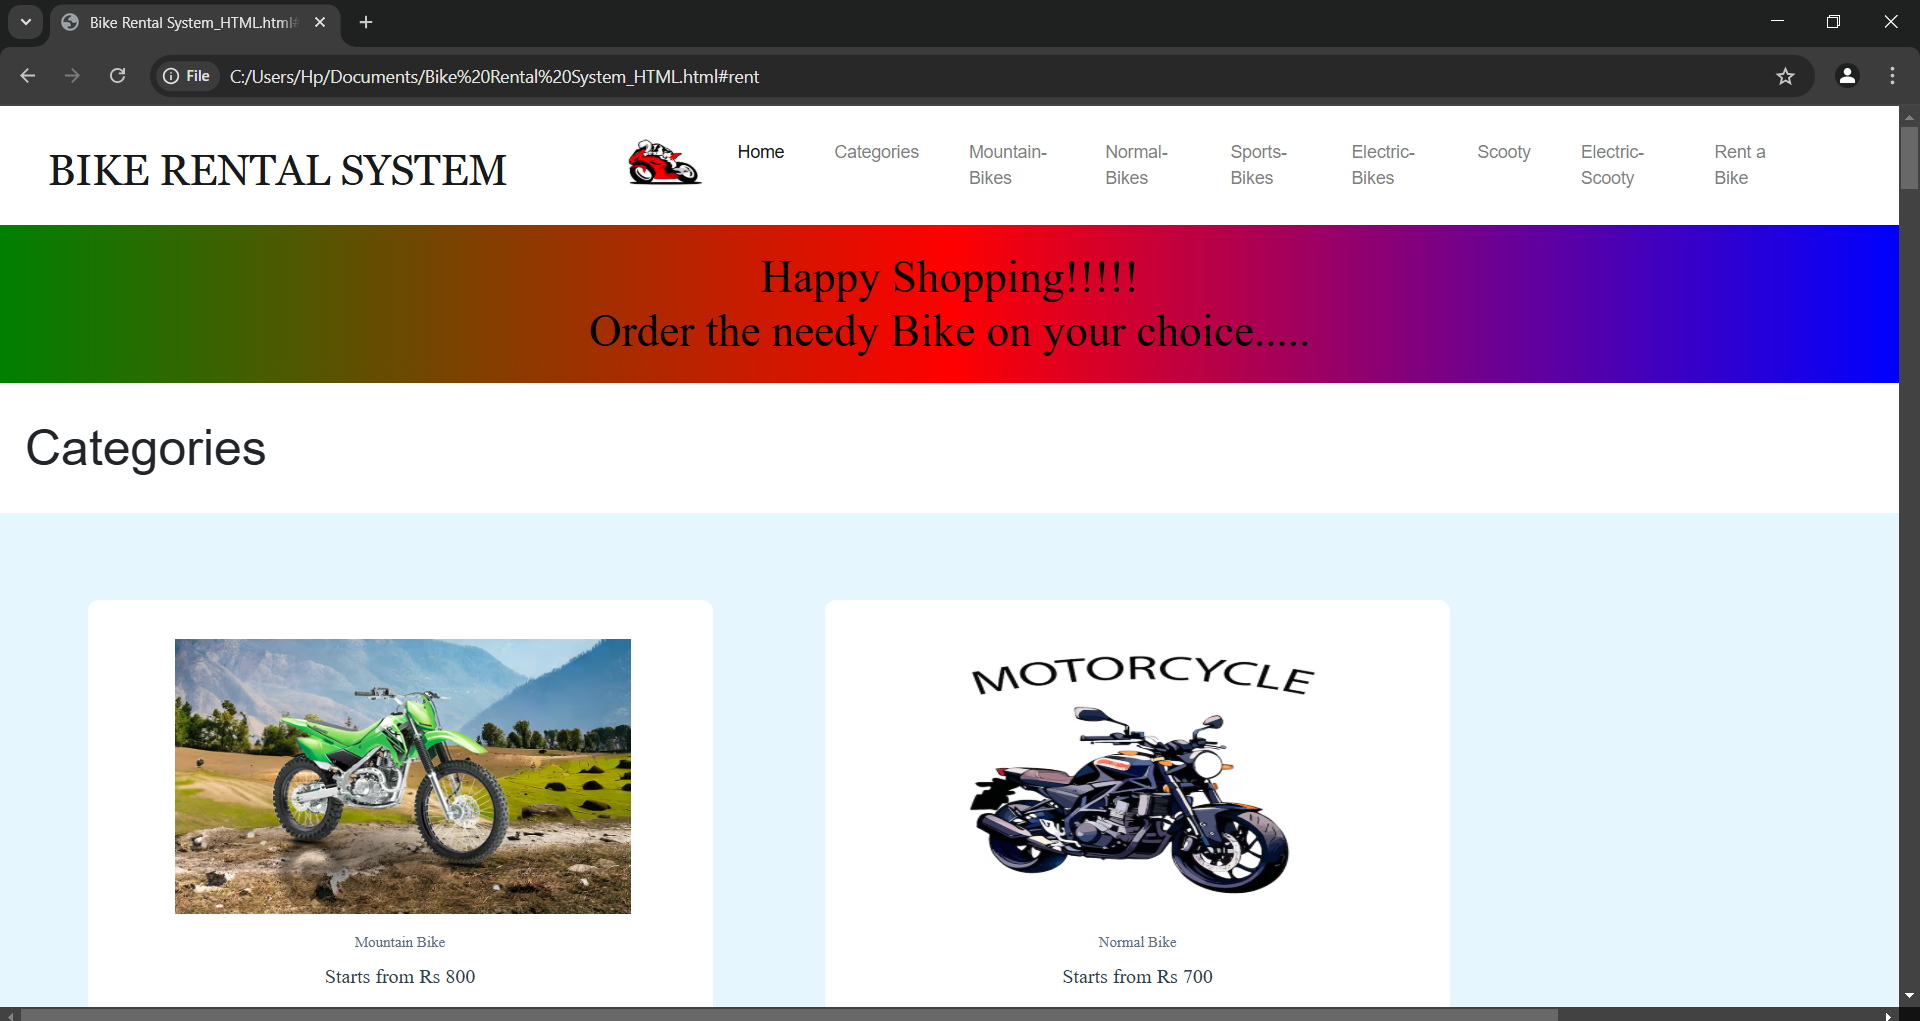 Bike Rental System_HTML.html#
File
C:/Users/Hp/Documents/Bike%20Rental%20System_HTML.html#rent
BIKE RENTAL SYSTEM
Home
Categories
Mountain-
Bikes
Normal-
Bikes
Sports-
Bikes
Electric-
Bikes
Scooty
Electric-
Scooty
Rent a
Bike
Happy Shopping!!!!!
Order the needy Bike on your choice.....
Categories
MOTORCYCLE
Mountain Bike
Starts from Rs 800
Normal Bike
Starts from Rs 700